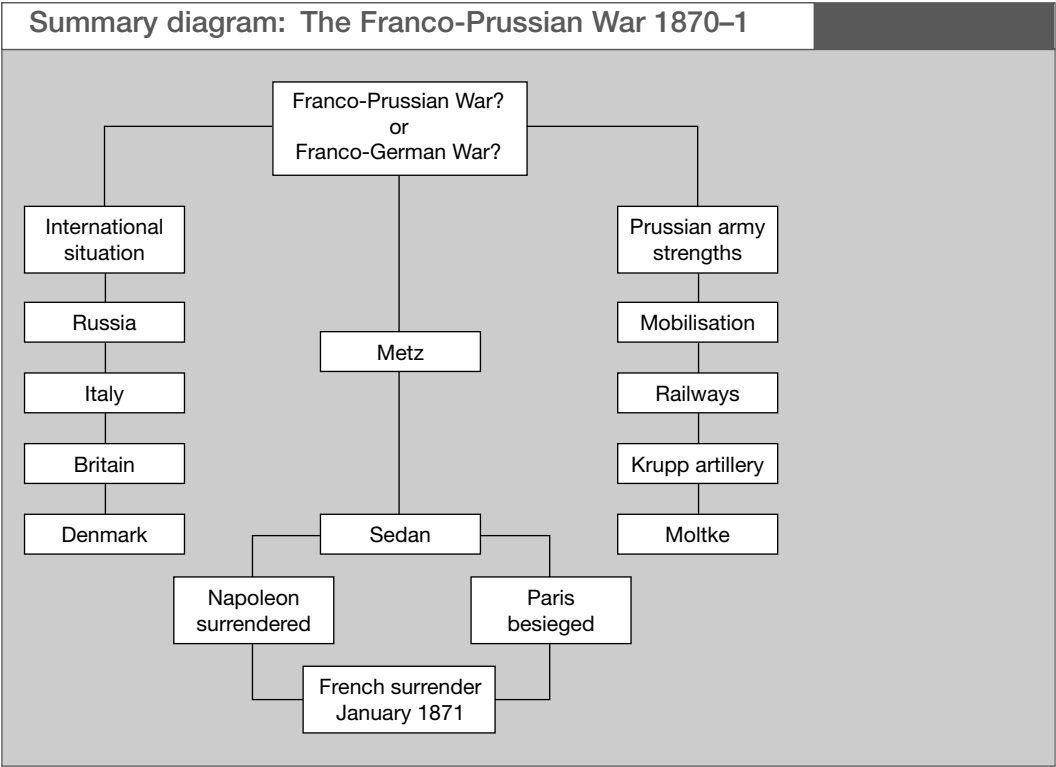 Summary diagram: The Franco-Prussian War 1870–1
Franco-Prussian War?
or
Franco-German War?
International
situation
Russia
Italy
Britain
Denmark
Metz
Sedan
Napoleon
surrendered
Paris
besieged
French surrender
January 1871
Prussian army
strengths
Mobilisation
Railways
Krupp artillery
Moltke